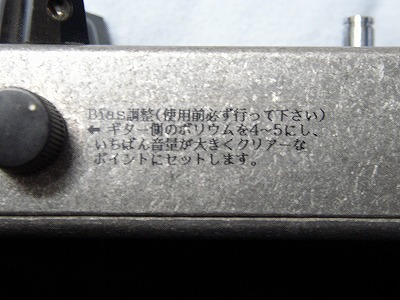 Bias調整(使用前必ず行って下さい)
← ギター側のボリウムを4〜5にし、
いちばん音量が大きくクリアーな
ポイントにセットします。